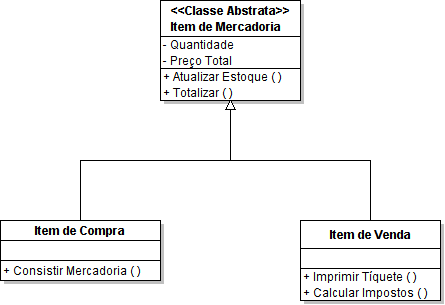 <<Classe Abstrata>>
Item de Mercadoria
- Quantidade
- Preço Total
+ Atualizar Estoque ( )
+ Totalizar ( )
Item de Compra
+ Consistir Mercadoria ( )
Item de Venda
+ Imprimir Tíquete ( )
+ Calcular Impostos ( )